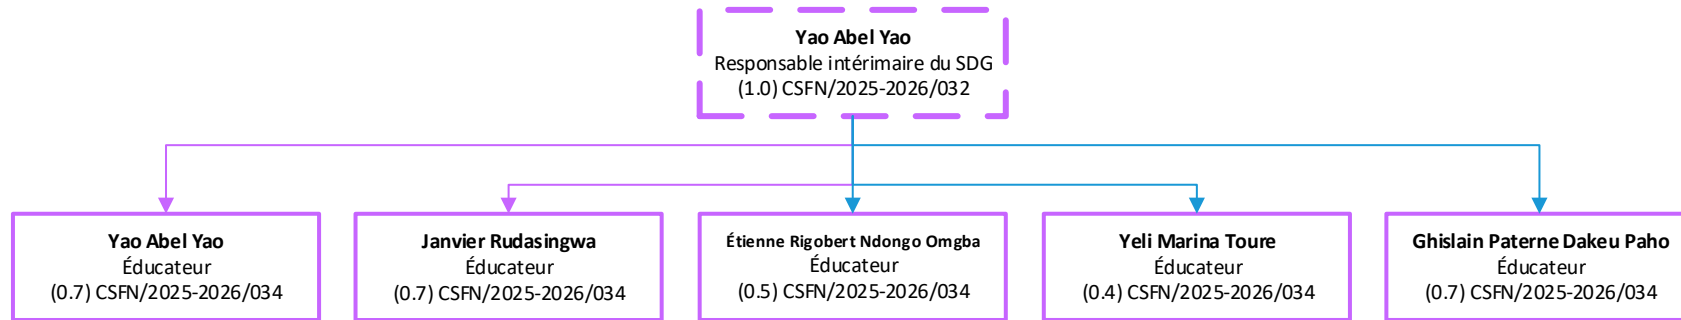 Yao Abel Yao
Responsable intérimaire du SDG
(1.0) CSFN/2025-2026/032
Yao Abel Yao
Éducateur
(0.7) CSFN/2025-2026/034
Janvier Rudasingwa
Éducateur
(0.7) CSFN/2025-2026/034
Étienne Rigobert Ndongo Omgba
Éducateur
(0.5) CSFN/2025-2026/034
Yeli Marina Toure
Éducateur
(0.4) CSFN/2025-2026/034
Ghislain Paterne Dakeu Paho
Éducateur
(0.7) CSFN/2025-2026/034